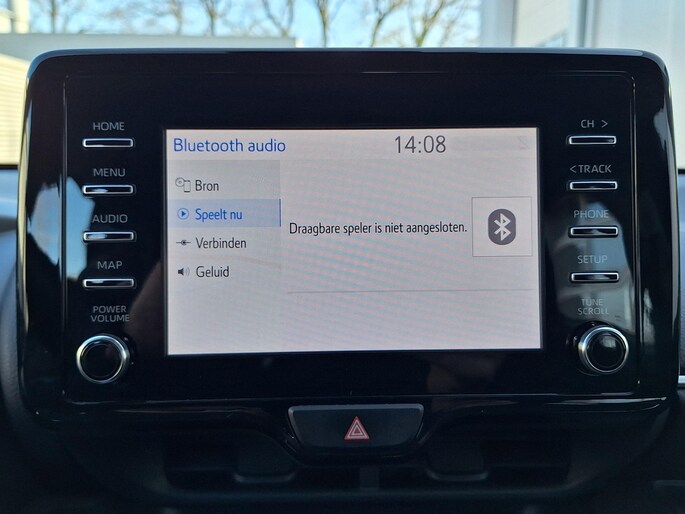 HOME
MENU
AUDIO
MAP
POWER
VOLUME
Bluetooth audio 14:08
Bron
Speelt nu
Verbinden
Geluid
Draagbare speler is niet aangesloten.
CH >
< TRACK
PHONE
SETUP
TUNE
SCROLL